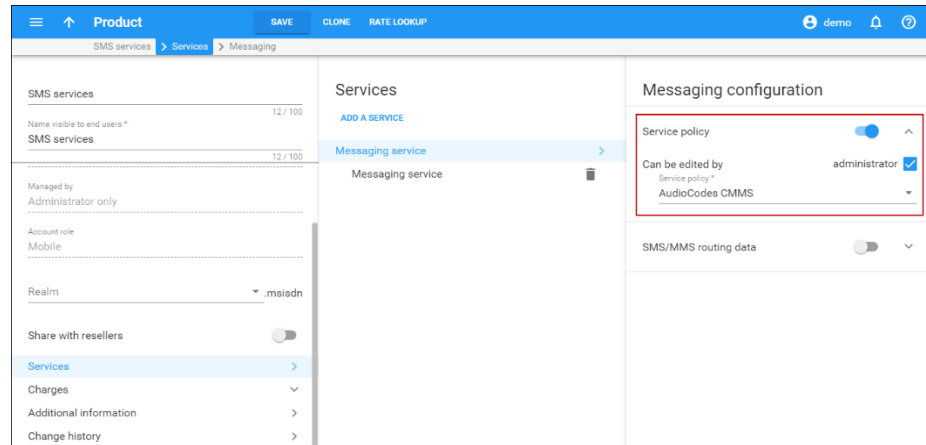 Product SAVE CLONE RATE LOOKUP demo
SMS services Services Messaging
SMS services
12 / 100
Name visible to end users *
SMS services
12 / 100
Managed by
Administrator only
Account role
Mobile
Realm .msisdn
Share with resellers
Services
Charges
Additional information
Change history
Services
ADD A SERVICE
Messaging service
Messaging service
Messaging configuration
Service policy
Can be edited by administrator
Service policy *
AudioCodes CMMS
SMS/MMS routing data